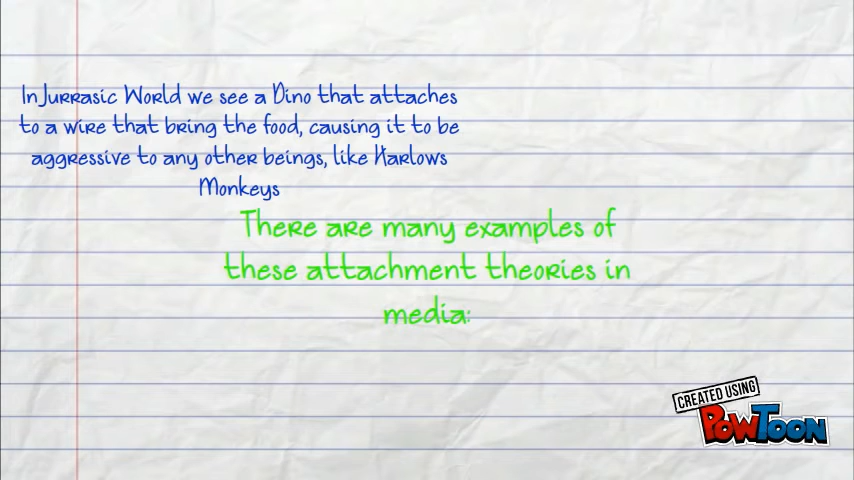 In Jurrasic World we see a Dino that attaches
to a wire that bring the food, causing it to be
aggressive to any other beings, like Harlows
Monkeys
There are many examples of
these attachment theories in
media:
CREATED USING
POWTOON